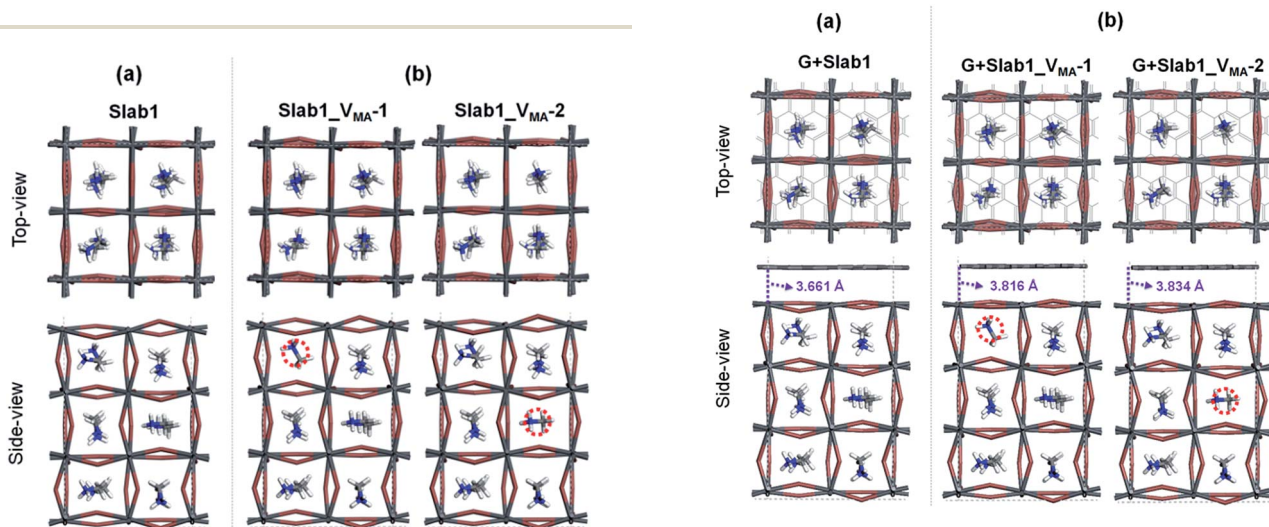 (a)
(b)
Slab1
Slab1_VMA-1
Slab1_VMA-2
Top-view
Side-view
(a)
(b)
G+Slab1
G+Slab1_VMA-1
G+Slab1_VMA-2
Top-view
3.661 Å
3.816 Å
3.834 Å
Side-view